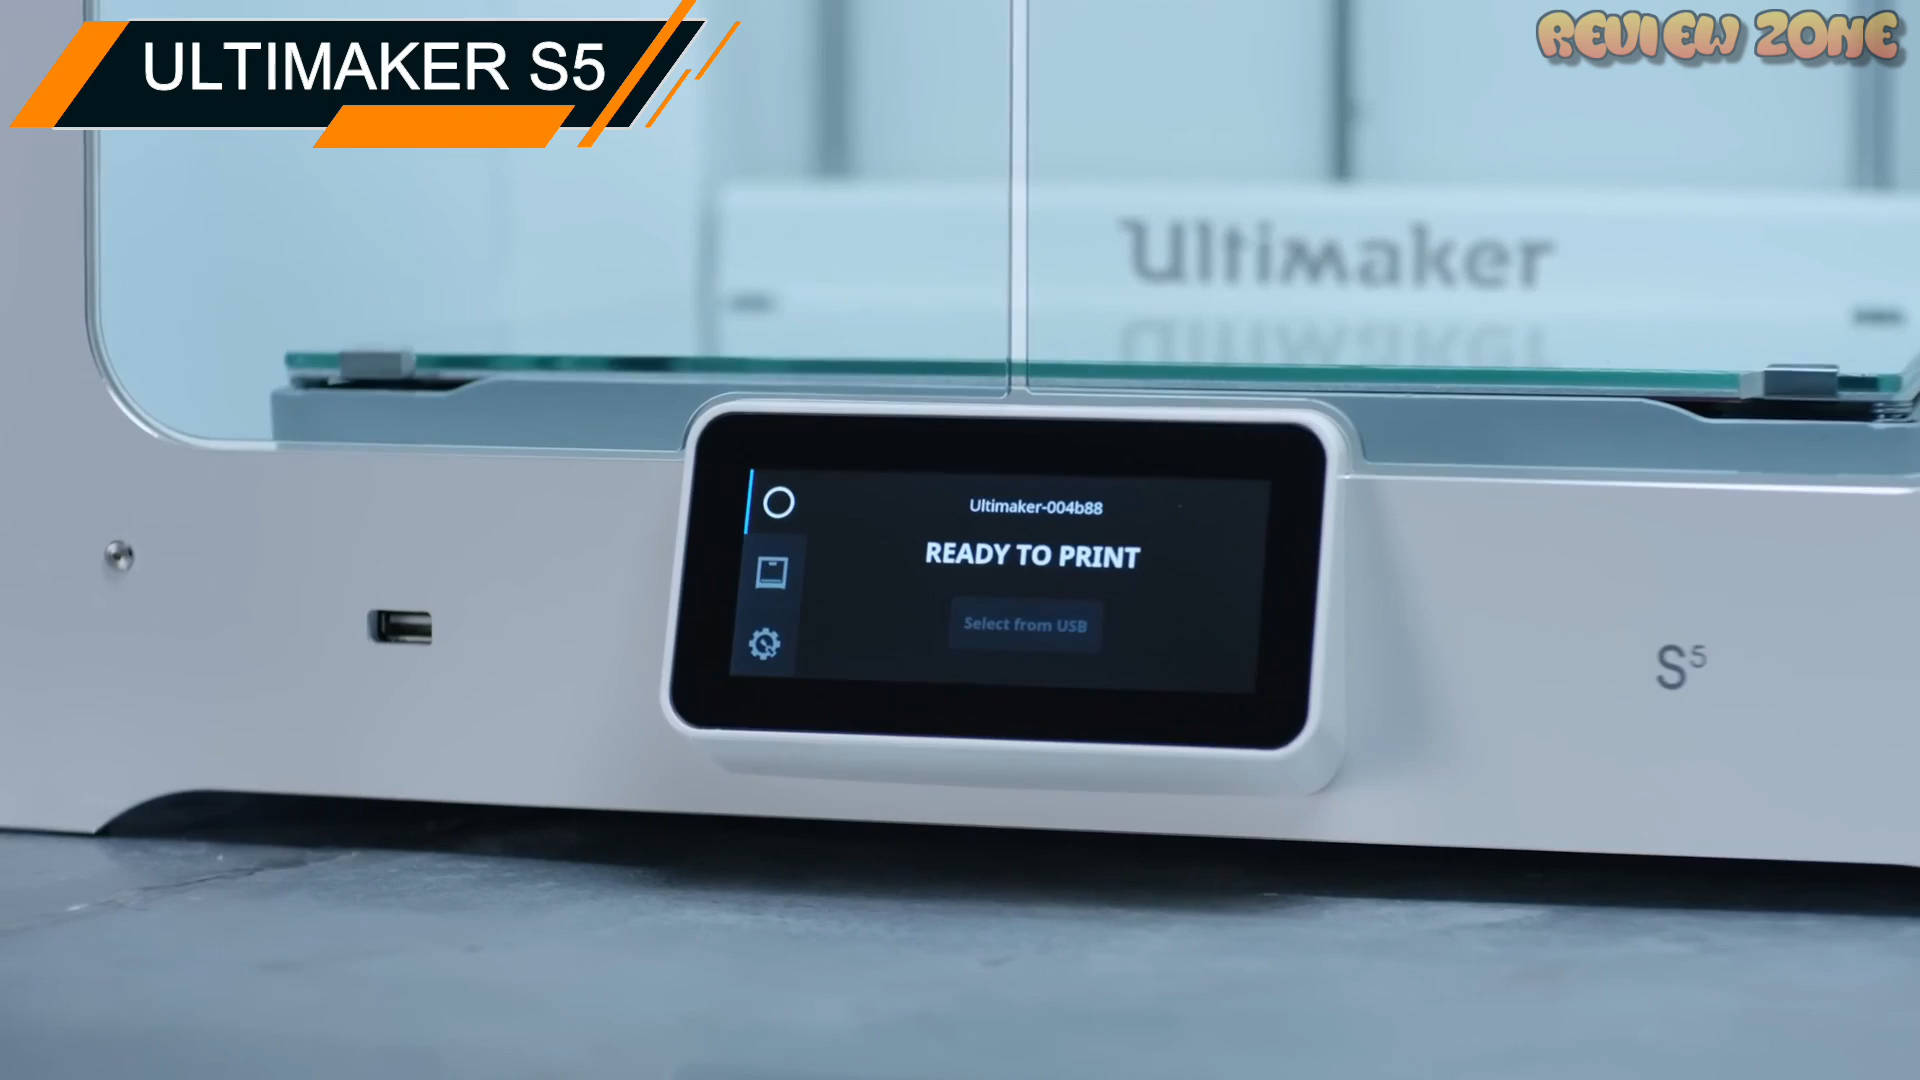 ULTIMAKER S5
REVIEW ZONE
Ultimaker
Ultimaker-004b88
READY TO PRINT
Select from USB
S5